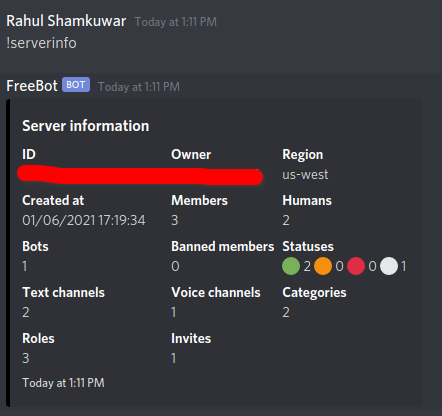 Rahul Shamkuwar Today at 1:11 PM
!serverinfo
FreeBot BOT Today at 1:11 PM
Server information
ID Owner Region
us-west
Created at Members Humans
01/06/2021 17:19:34 3 2
Bots Banned members Statuses
1 0 2 0 0 1
Text channels Voice channels Categories
2 1 2
Roles Invites
3 1
Today at 1:11 PM